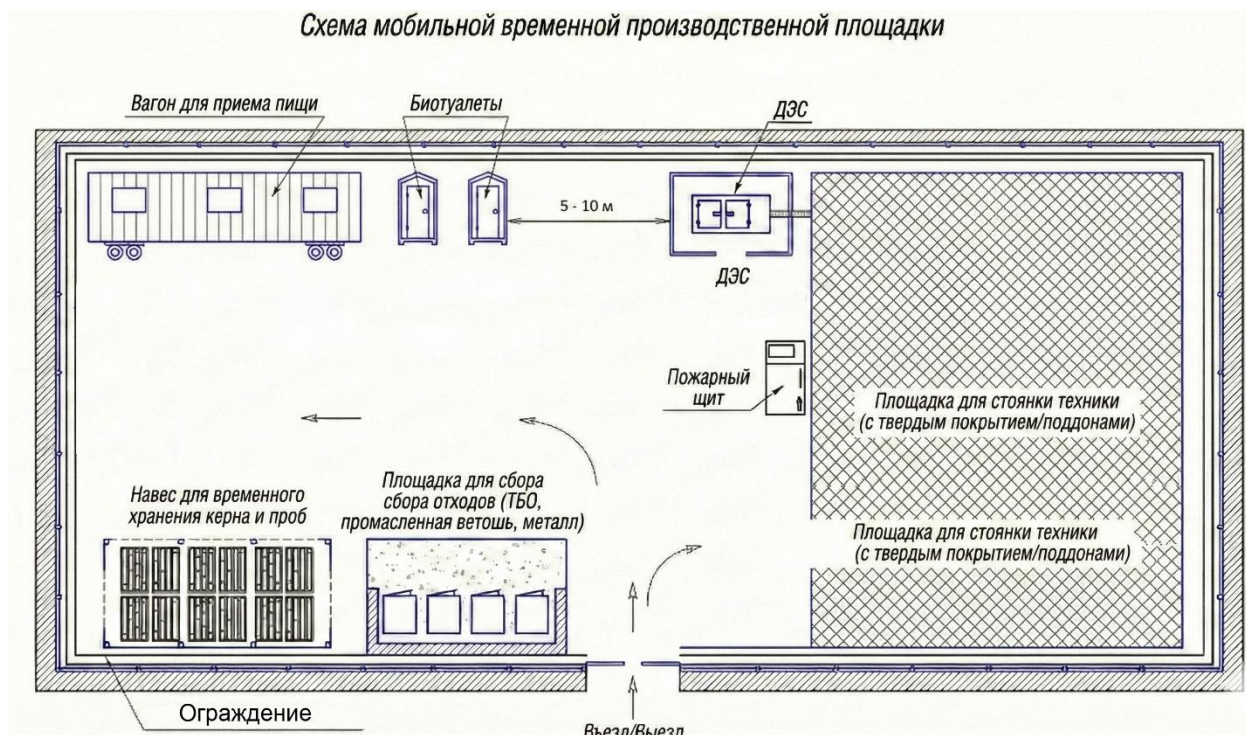 Схема мобильной временной производственной площадки
Вагон для приема пищи
Биотуалеты
ДЭС
5 - 10 м
ДЭС
Пожарный
щит
Площадка для стоянки техники
(с твердым покрытием/поддонами)
Навес для временного
хранения керна и проб
Площадка для сбора
сбора отходов (ТБО,
промасленная ветошь, металл)
Площадка для стоянки техники
(с твердым покрытием/поддонами)
Ограждение
Въезд/Выезд